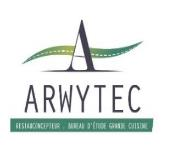 A
ARWYTEC
RESTAUCONCEPTEUR . BUREAU D'ÉTUDE GRANDE CUISINE